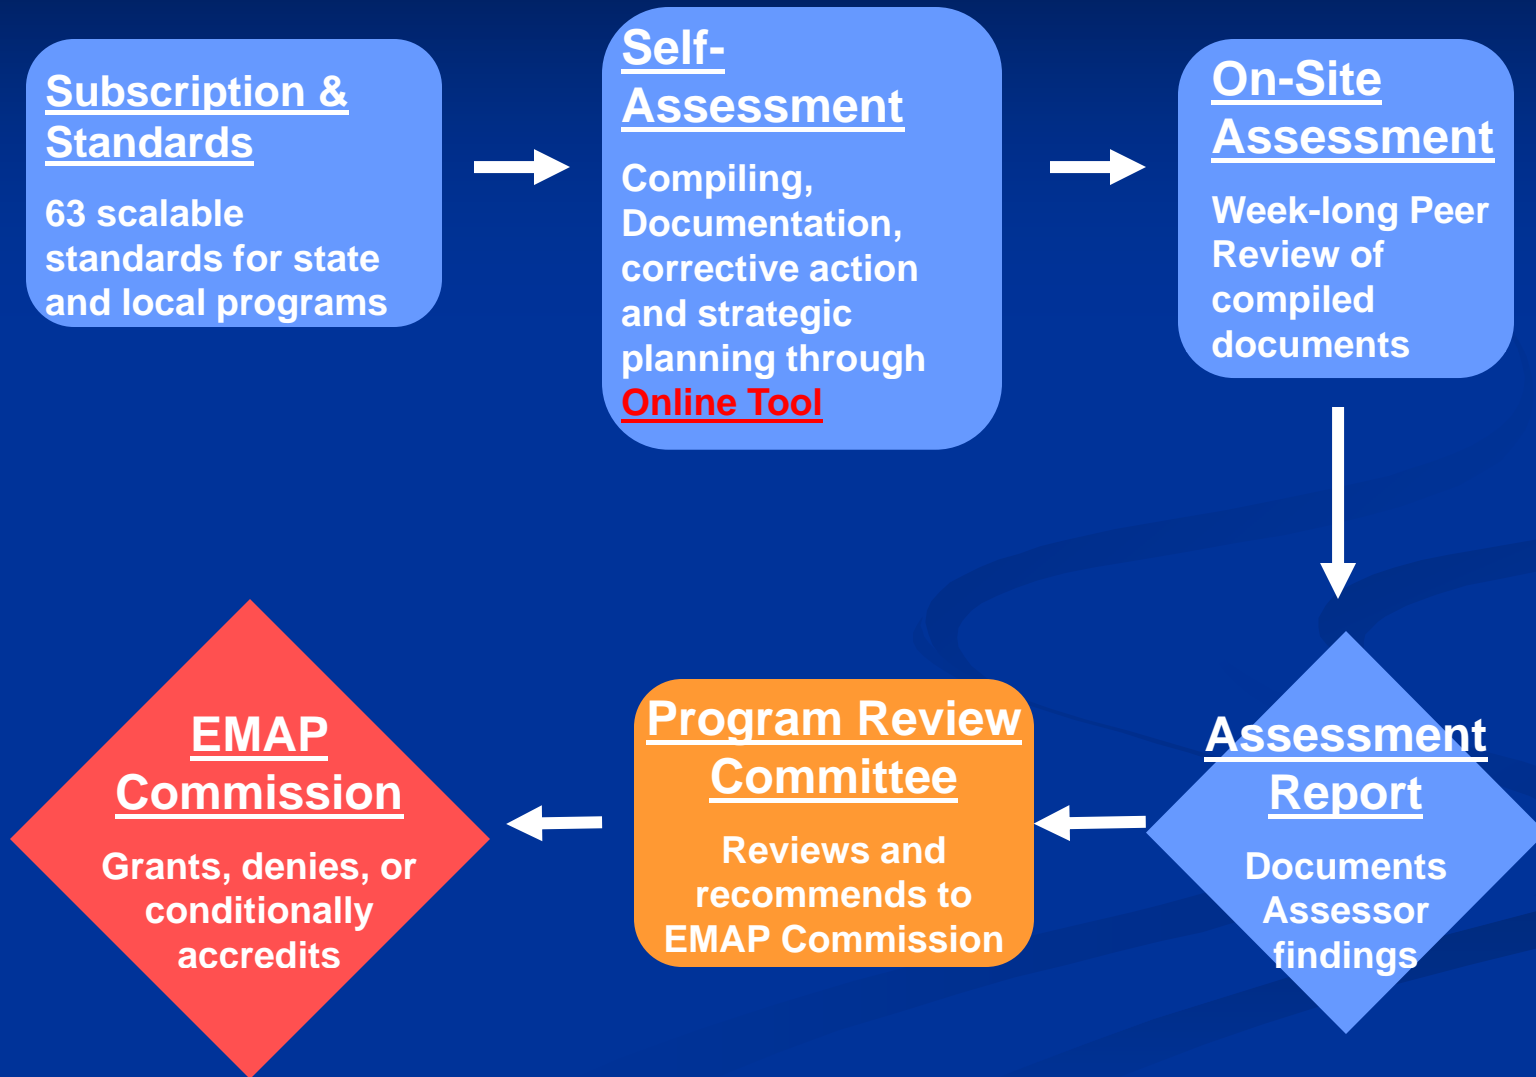 Subscription &
Standards
63 scalable
standards for state
and local programs
Self-
Assessment
Compiling,
Documentation,
corrective action
and strategic
planning through
Online Tool
On-Site
Assessment
Week-long Peer
Review of
compiled
documents
Assessment
Report
Documents
Assessor
findings
Program Review
Committee
Reviews and
recommends to
EMAP Commission
EMAP
Commission
Grants, denies, or
conditionally
accredits